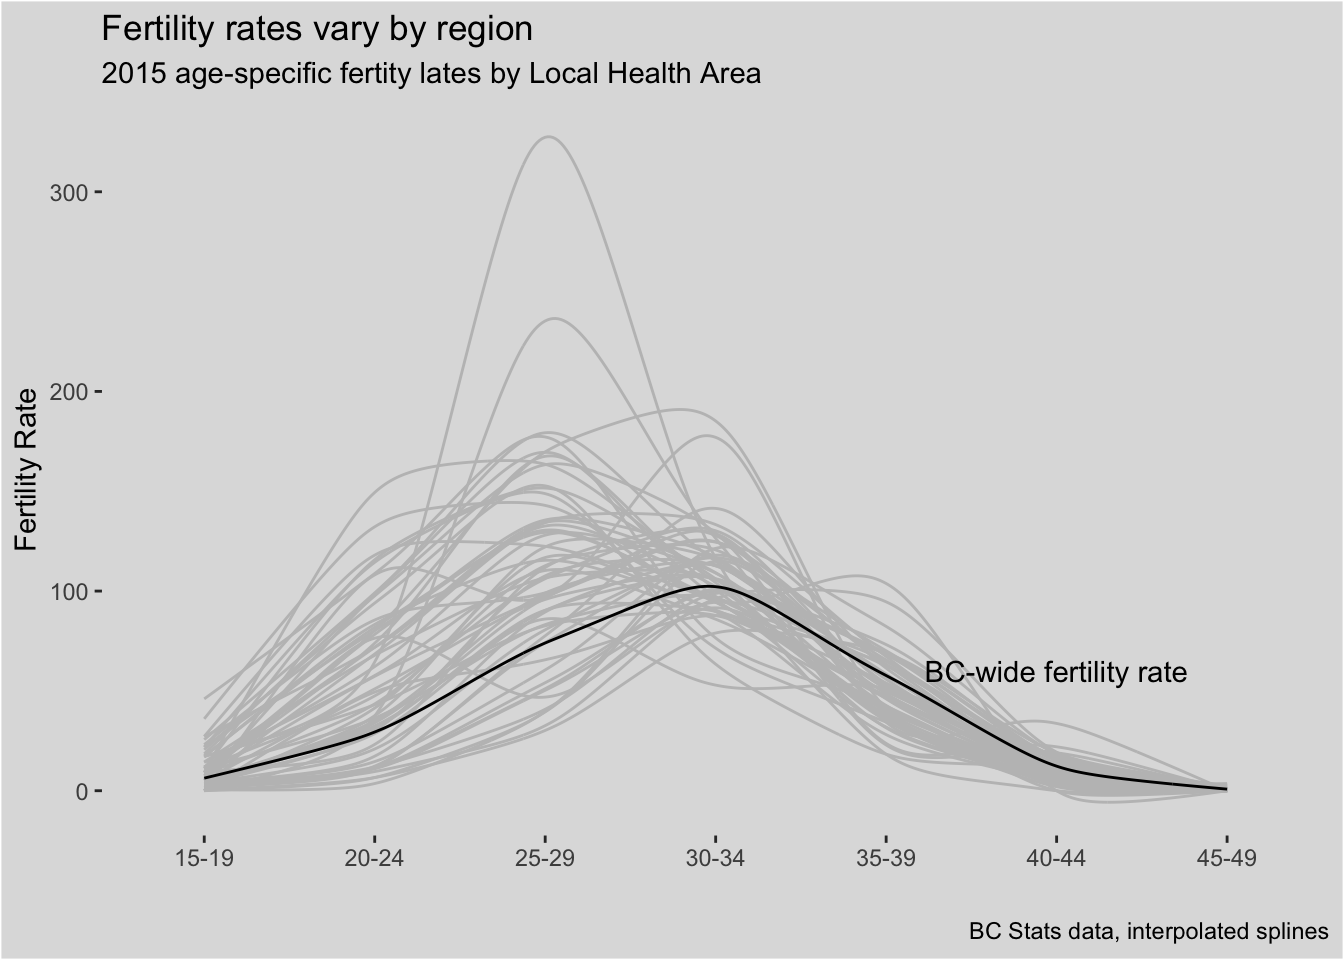 Fertility rates vary by region
2015 age-specific fertity lates by Local Health Area
Fertility Rate
300
200
100
0
BC-wide fertility rate
15-19 20-24 25-29 30-34 35-39 40-44 45-49
BC Stats data, interpolated splines